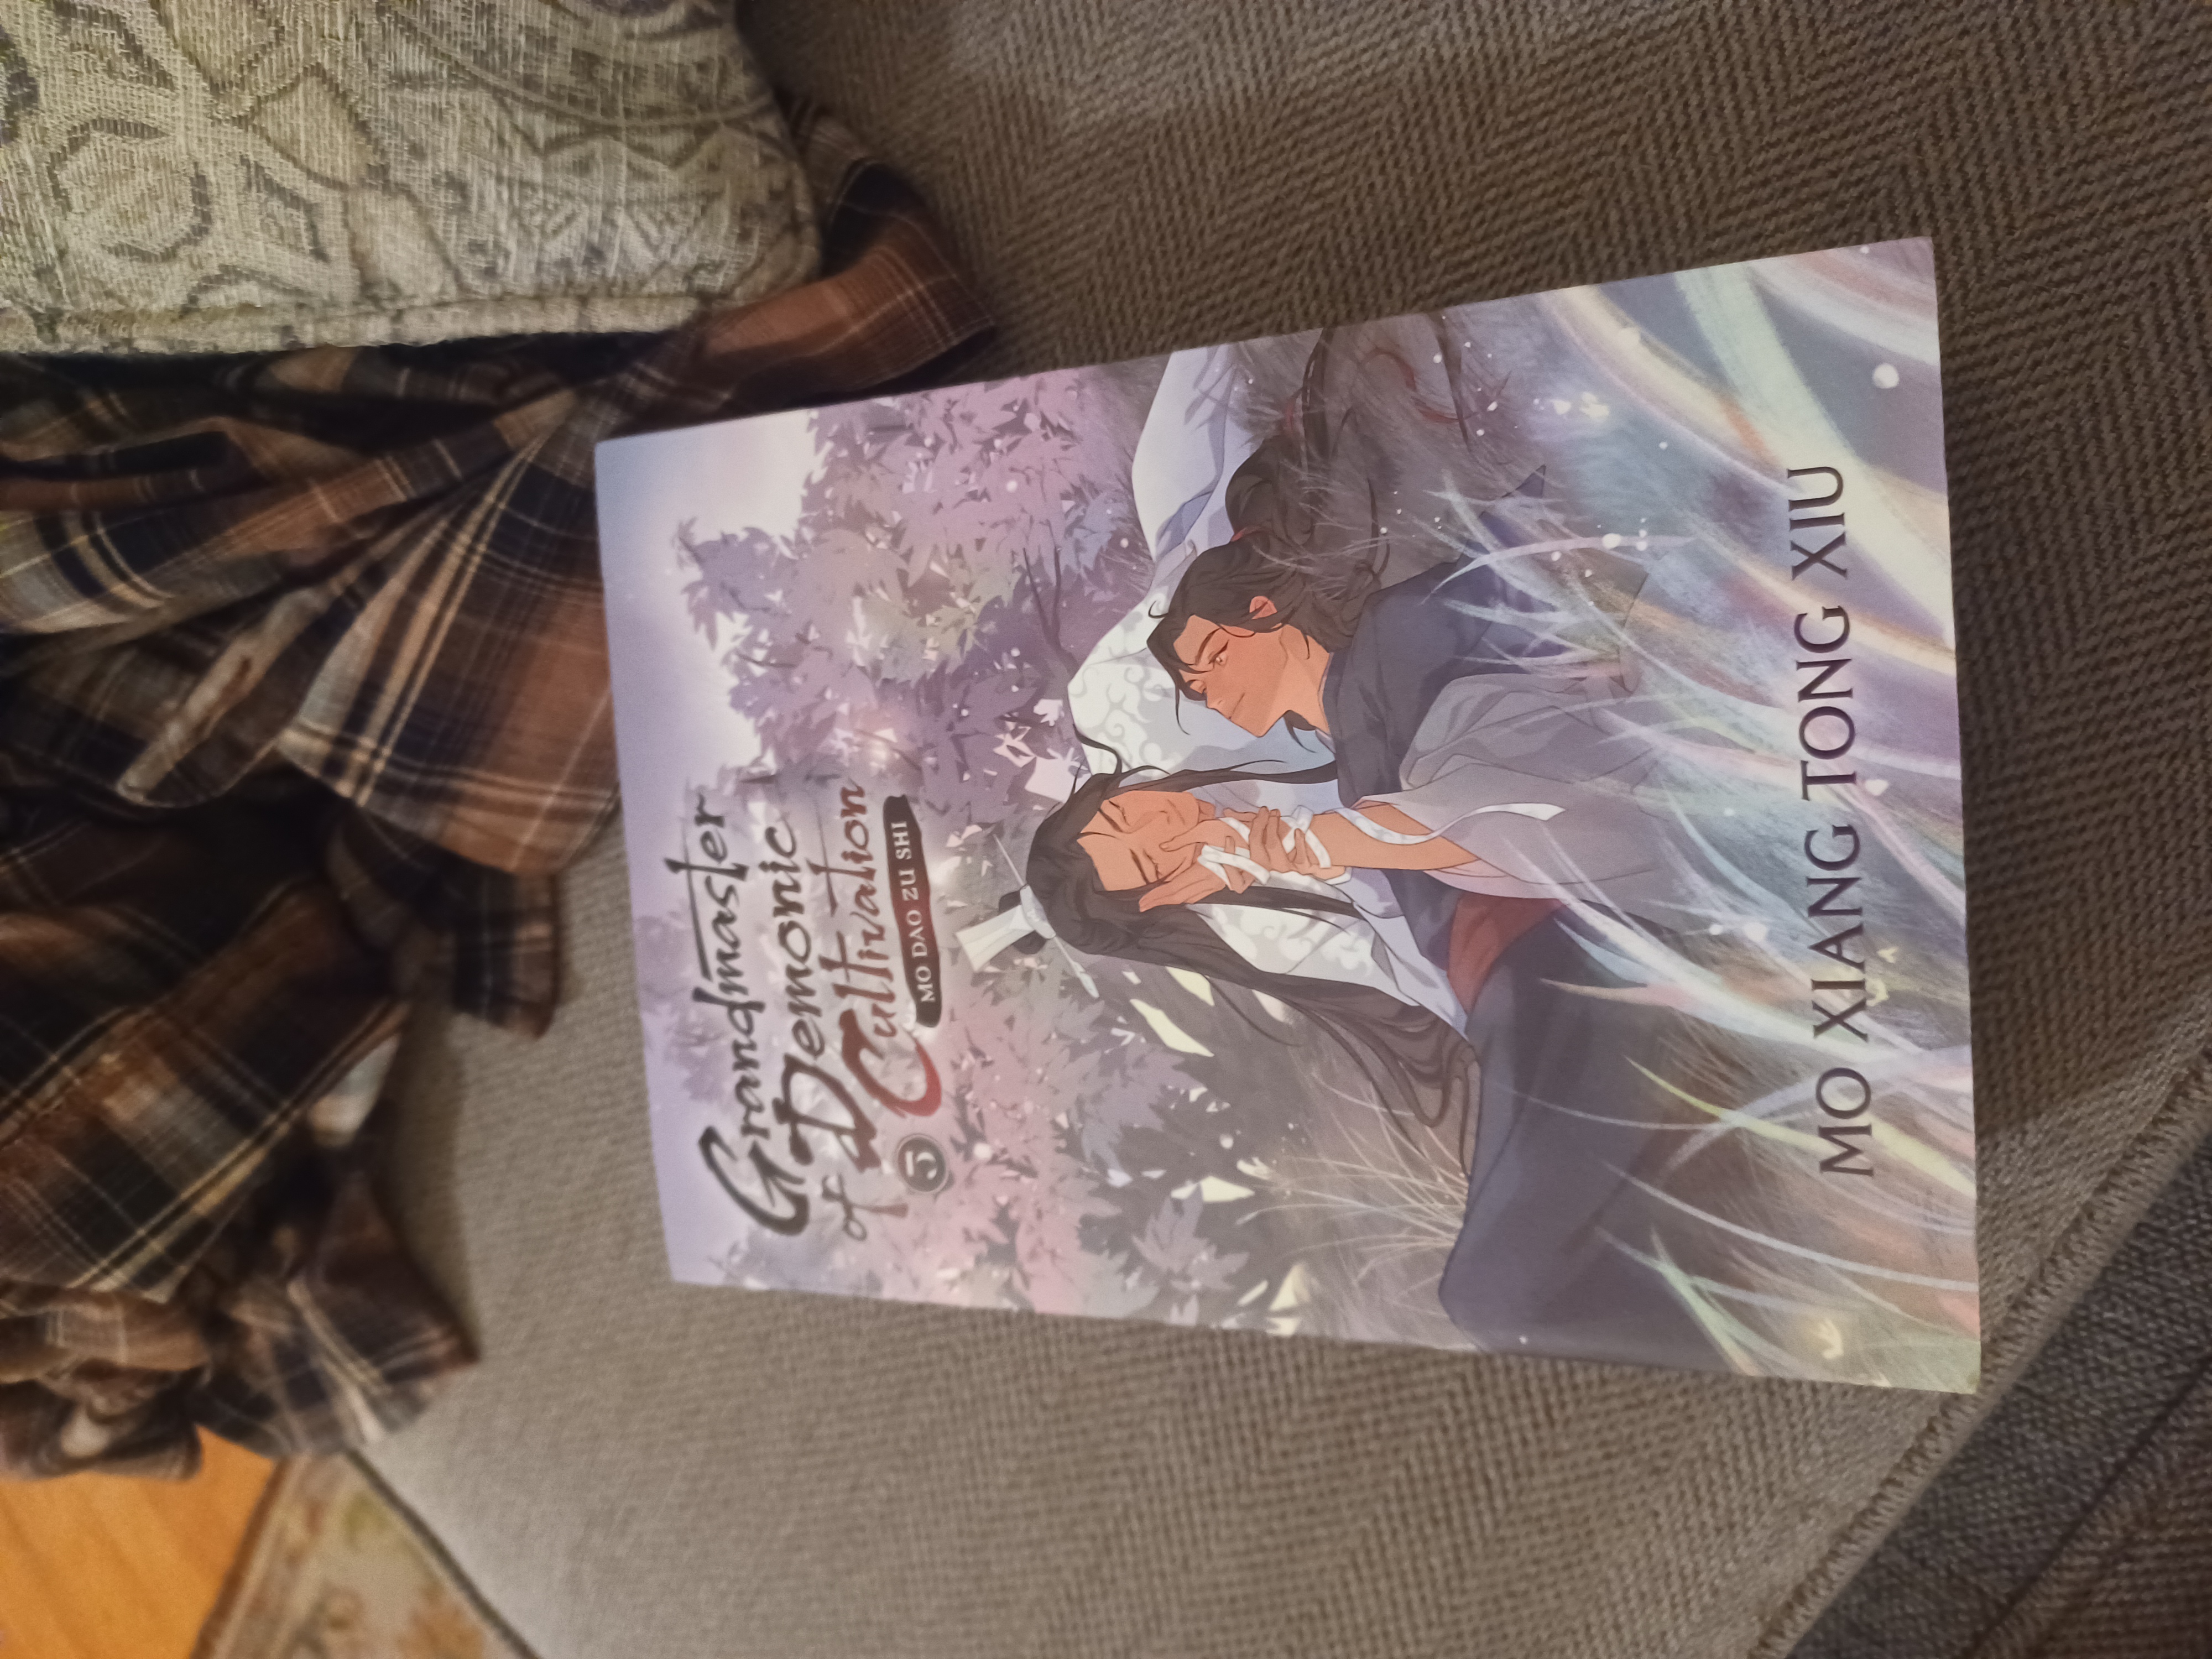 Grandmaster
of Demonic
Cultivation
5
MO DAO ZU SHI
MO XIANG TONG XIU